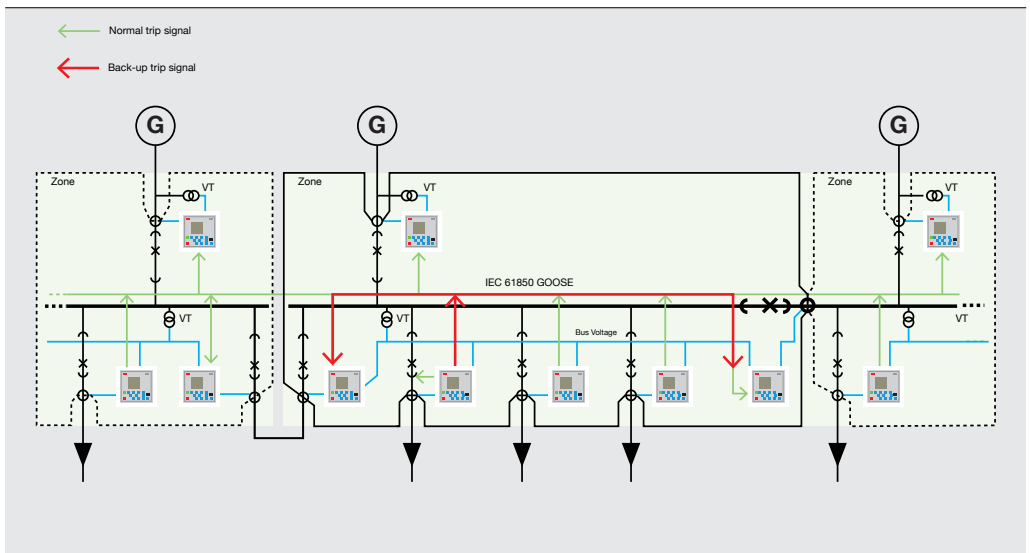 Normal trip signal
Back-up trip signal
G
G
G
Zone
VT
Zone
VT
Zone
VT
IEC 61850 GOOSE
VT
VT
Bus Voltage
VT